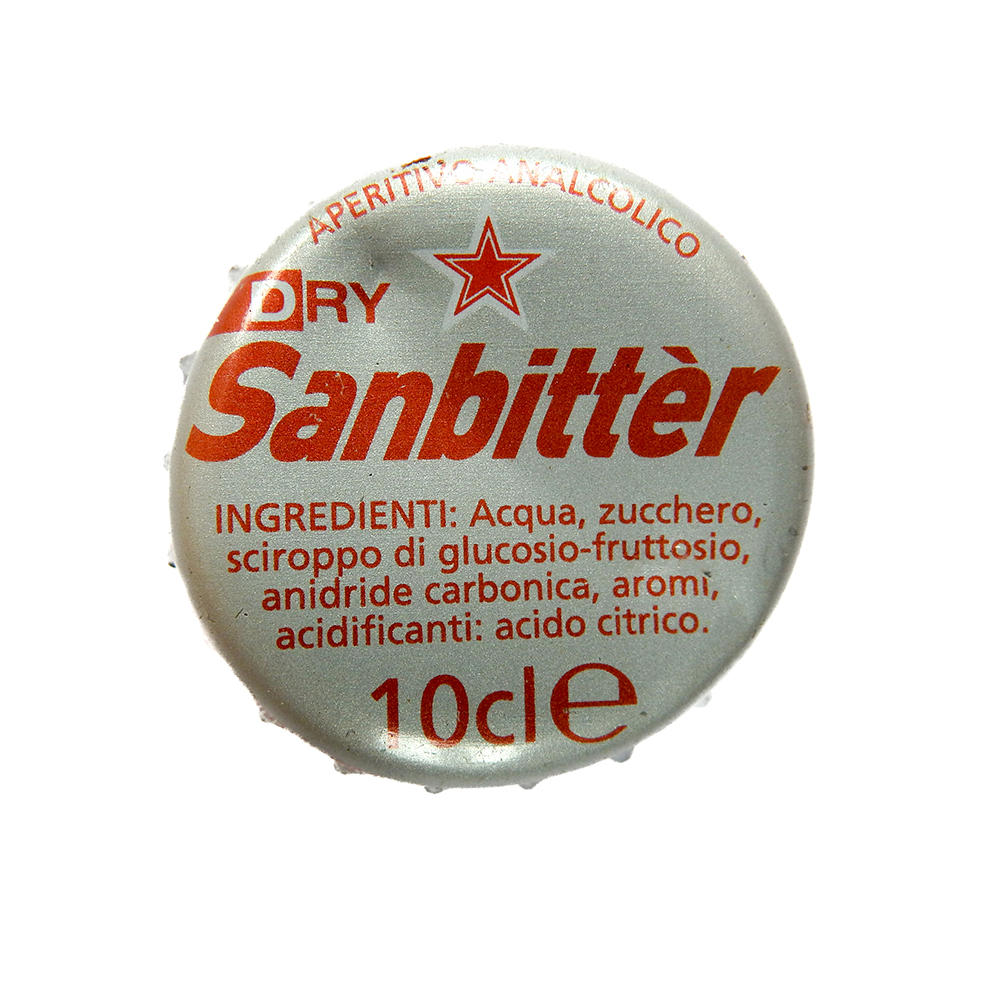 APERITIVO ANALCOLICO
DRY
Sanbittèr
INGREDIENTI: Acqua, zucchero,
sciroppo di glucosio-fruttosio,
anidride carbonica, aromi,
acidificanti: acido citrico.
10cl℮